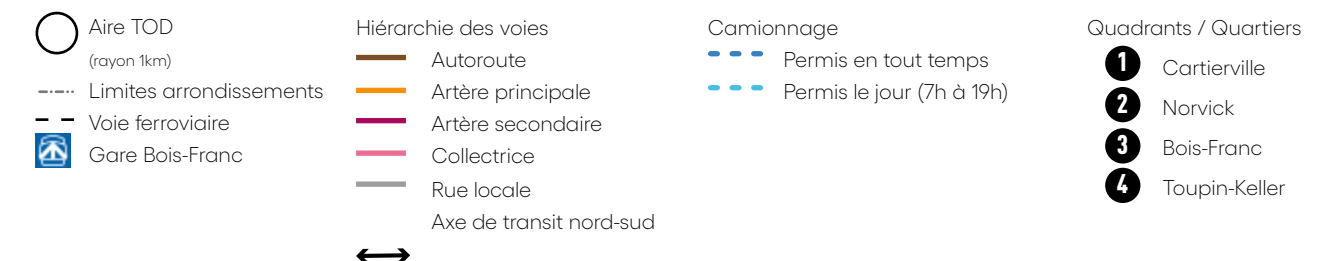 Aire TOD
(rayon 1km)
Limites arrondissements
Voie ferroviaire
Gare Bois-Franc
Hiérarchie des voies
Autoroute
Artère principale
Artère secondaire
Collectrice
Rue locale
Axe de transit nord-sud
Camionnage
Permis en tout temps
Permis le jour (7h à 19h)
Quadrants / Quartiers
1 Cartierville
2 Norvick
3 Bois-Franc
4 Toupin-Keller